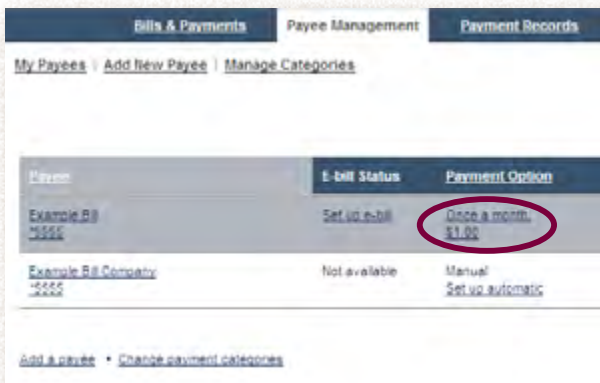 Bills & Payments Payee Management Payment Records
My Payees | Add New Payee | Manage Categories
Payee E-bill Status Payment Option
Example Bill Set up e-bill Once a month,
*5555 $1.00
Example Bill Company Not available Manual
*5555 Set up automatic
Add a payee • Change payment categories